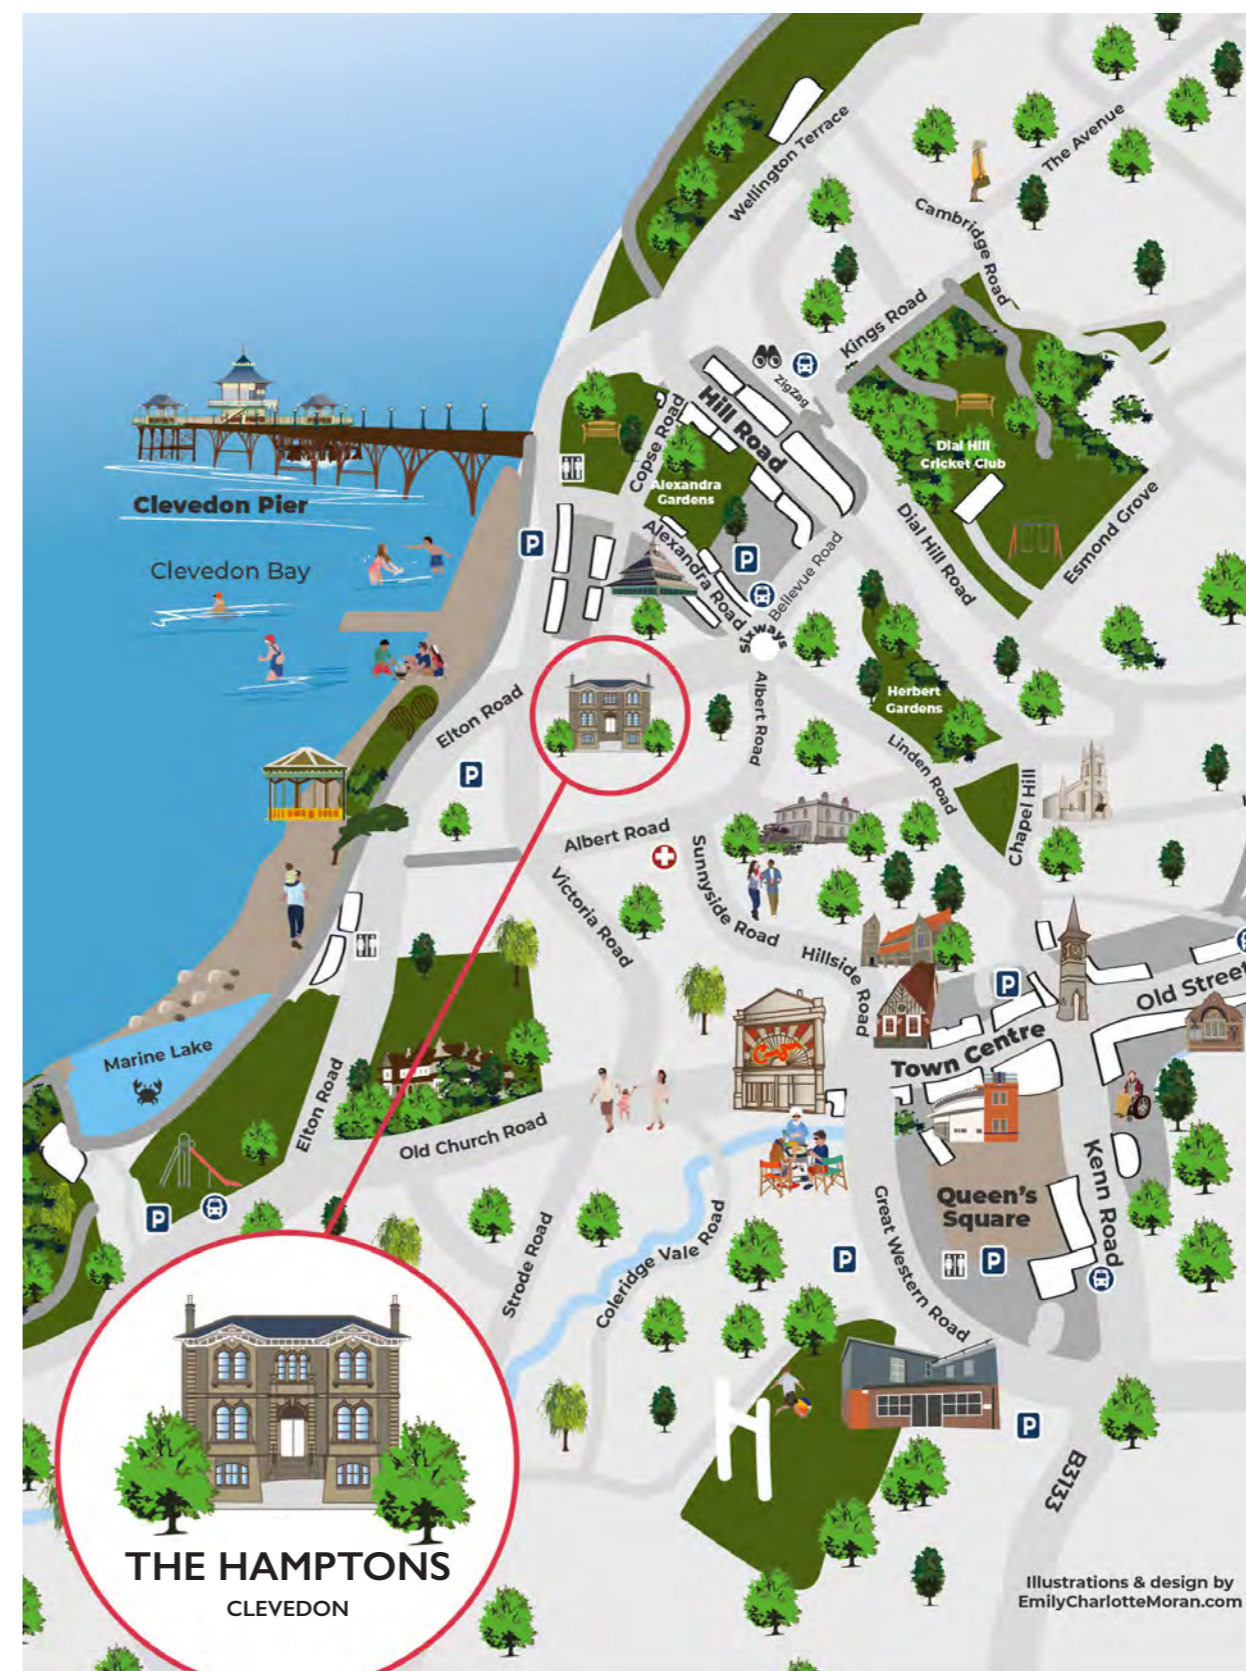 Wellington Terrace
The Avenue
Cambridge Road
Kings Road
ZigZag
Hill Road
Copse Road
Dial Hill
Cricket Club
Alexandra
Gardens
Clevedon Pier
P
Alexandra Road
P
Bellevue Road
Dial Hill Road
Esmond Grove
Clevedon Bay
sixways
Elton Road
Albert Road
Herbert
Gardens
P
Linden Road
Chapel Hill
Albert Road
Sunnyside Road
Victoria Road
Hillside Road
P
Old Street
Marine Lake
Curzon
Town Centre
Elton Road
Old Church Road
Kenn Road
Queen's
Square
P
Great Western Road
Strode Road
Coleridge Vale Road
P
P
H
P
B3133
THE HAMPTONS
CLEVEDON
Illustrations & design by
EmilyCharlotteMoran.com